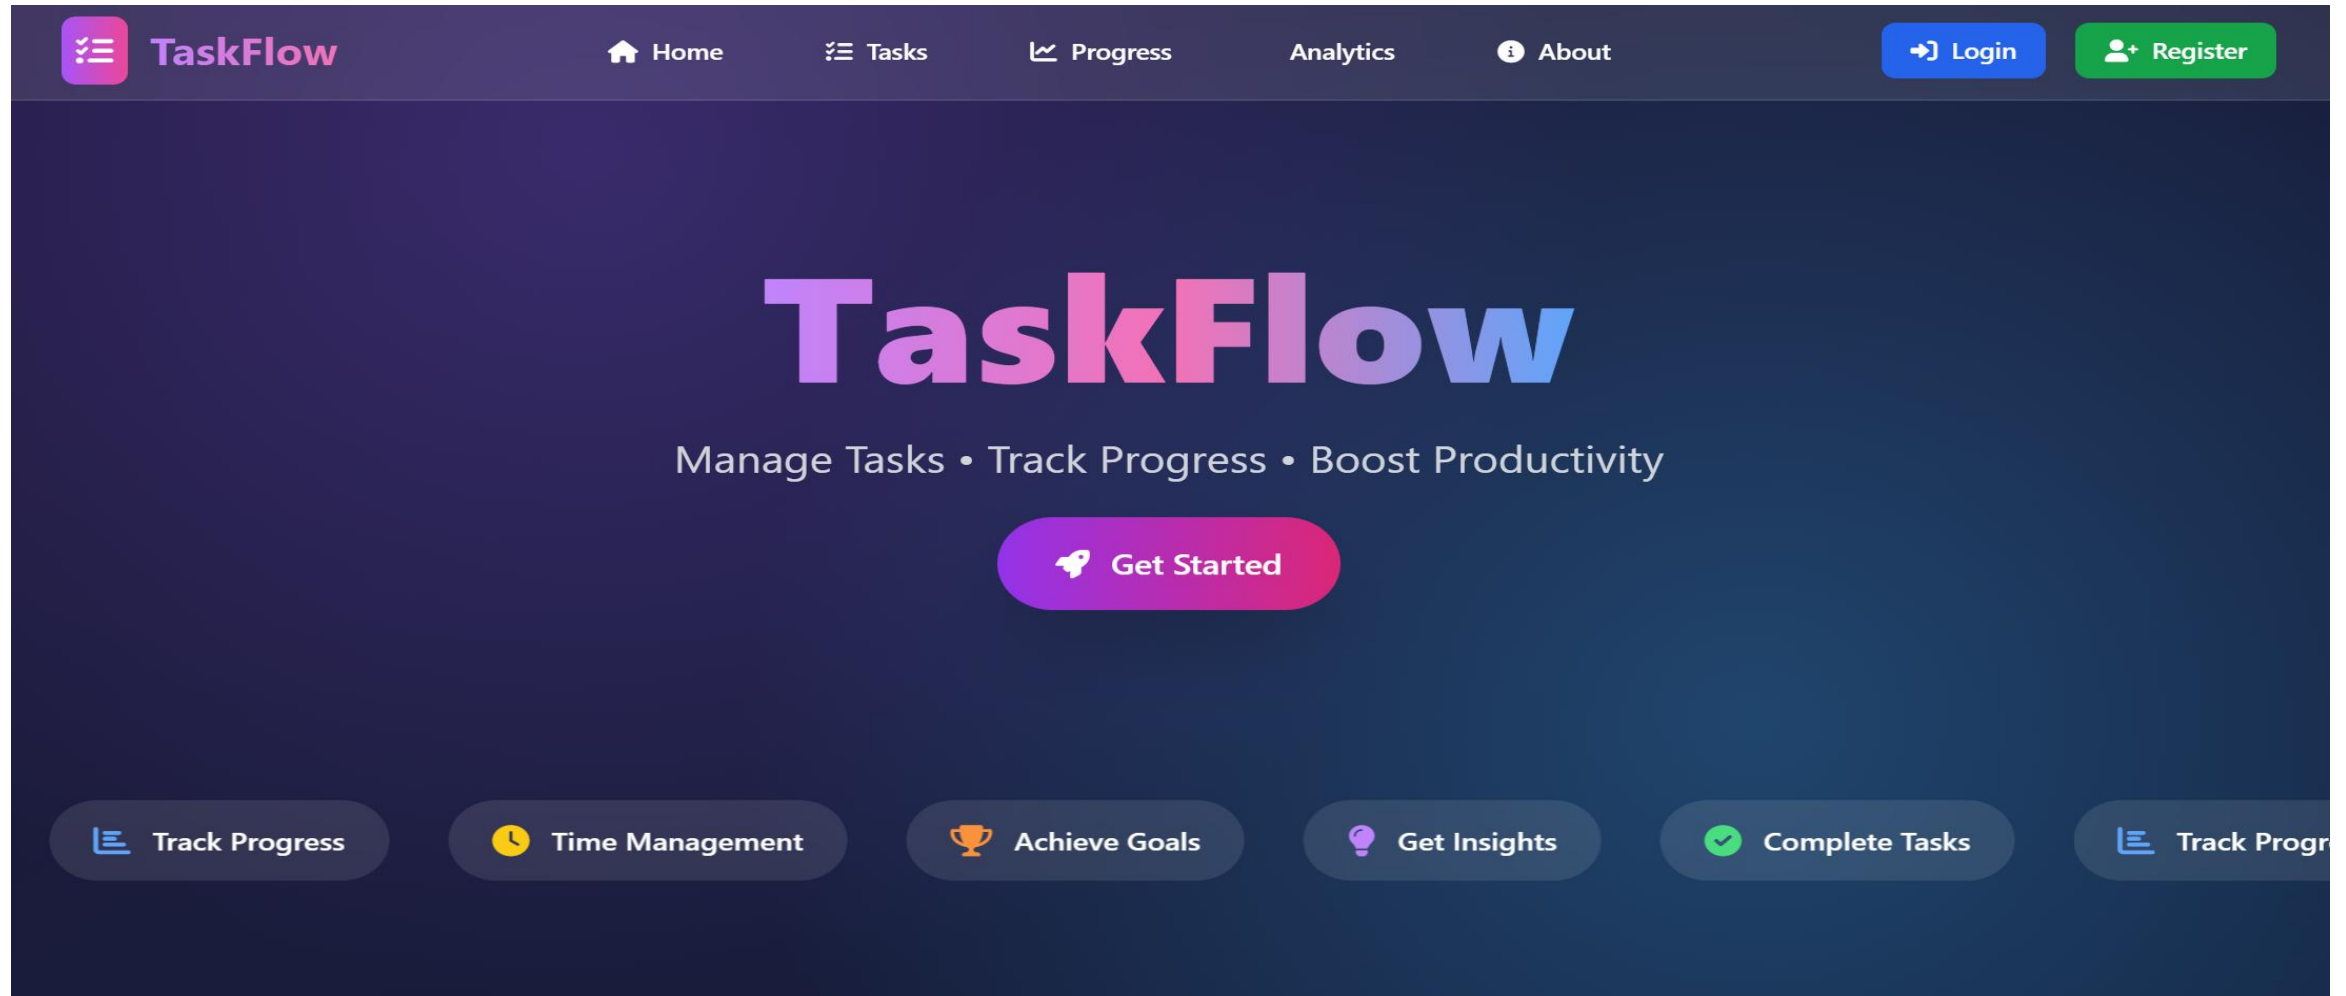 TaskFlow
Home Tasks Progress Analytics About
Login Register
TaskFlow
Manage Tasks • Track Progress • Boost Productivity
Get Started
Track Progress Time Management Achieve Goals Get Insights Complete Tasks Track Progr